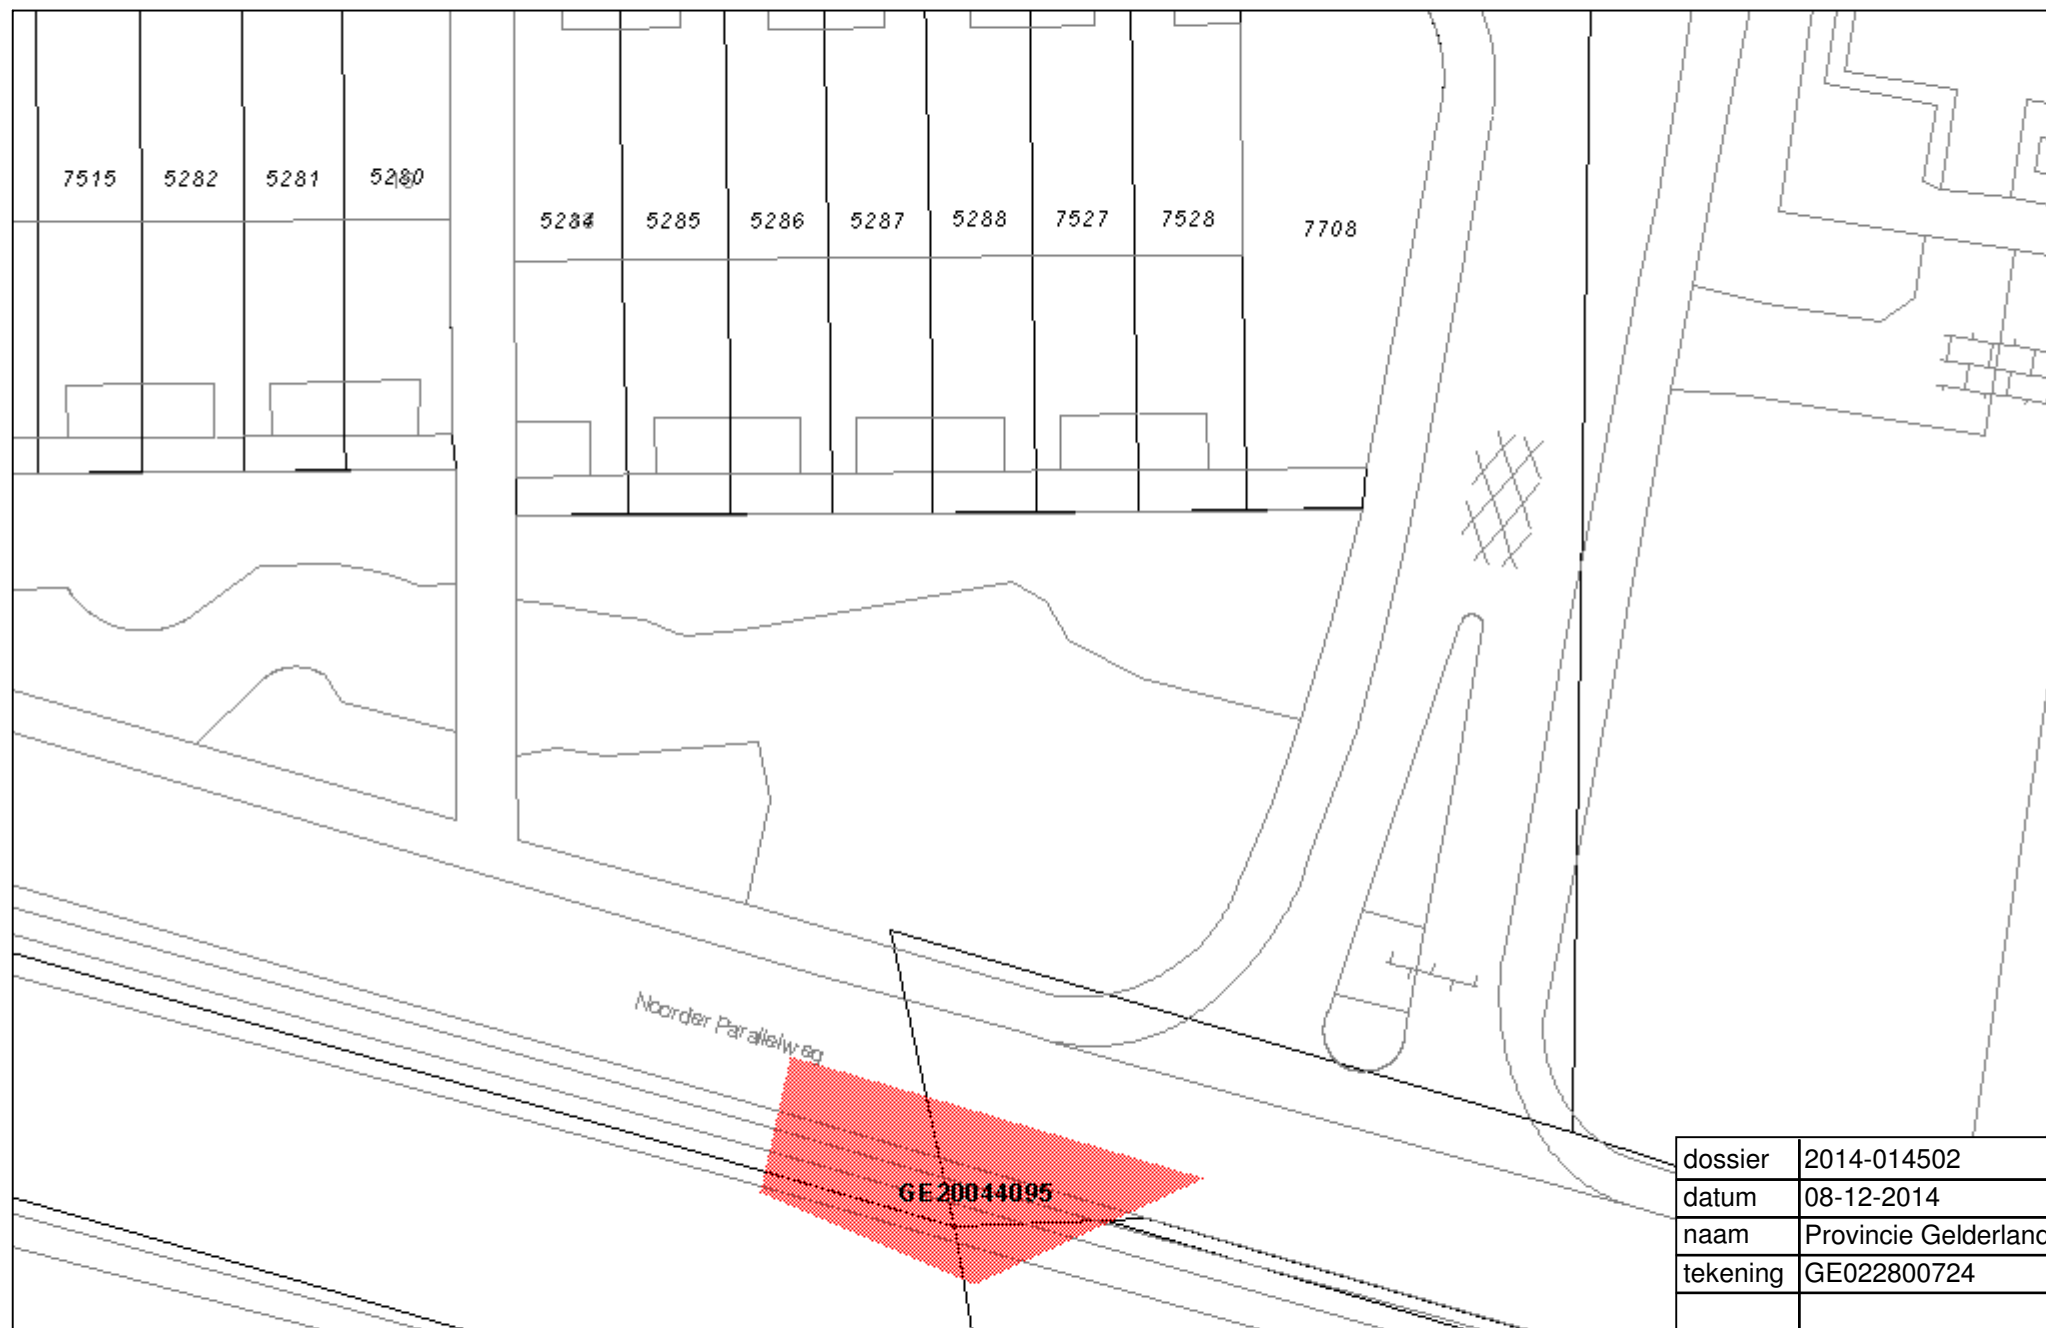 7515 5282 5281 5280
5284 5285 5286 5287 5288 7527 7528 7708
Noorder Parallelweg
GE20044095
dossier 2014-014502
datum 08-12-2014
naam Provincie Gelderland
tekening GE022800724